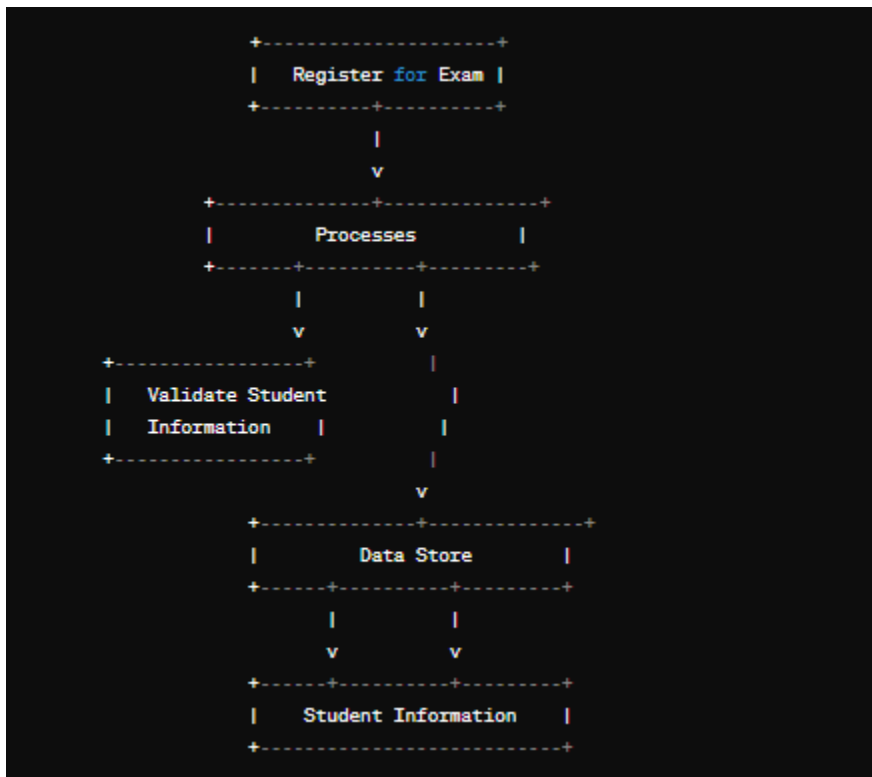 +---------------------+
|   Register for Exam |
+----------+----------+
|
v
+--------------+--------------+
|         Processes         |
+-------+----------+---------+
|          |
v          v
+-----------------+          |
|   Validate Student           |
|   Information    |          |
+-----------------+          |
v
+--------------+--------------+
|         Data Store        |
+------+----------+---------+
|          |
v          v
+------+----------+---------+
|    Student Information    |
+---------------------------+